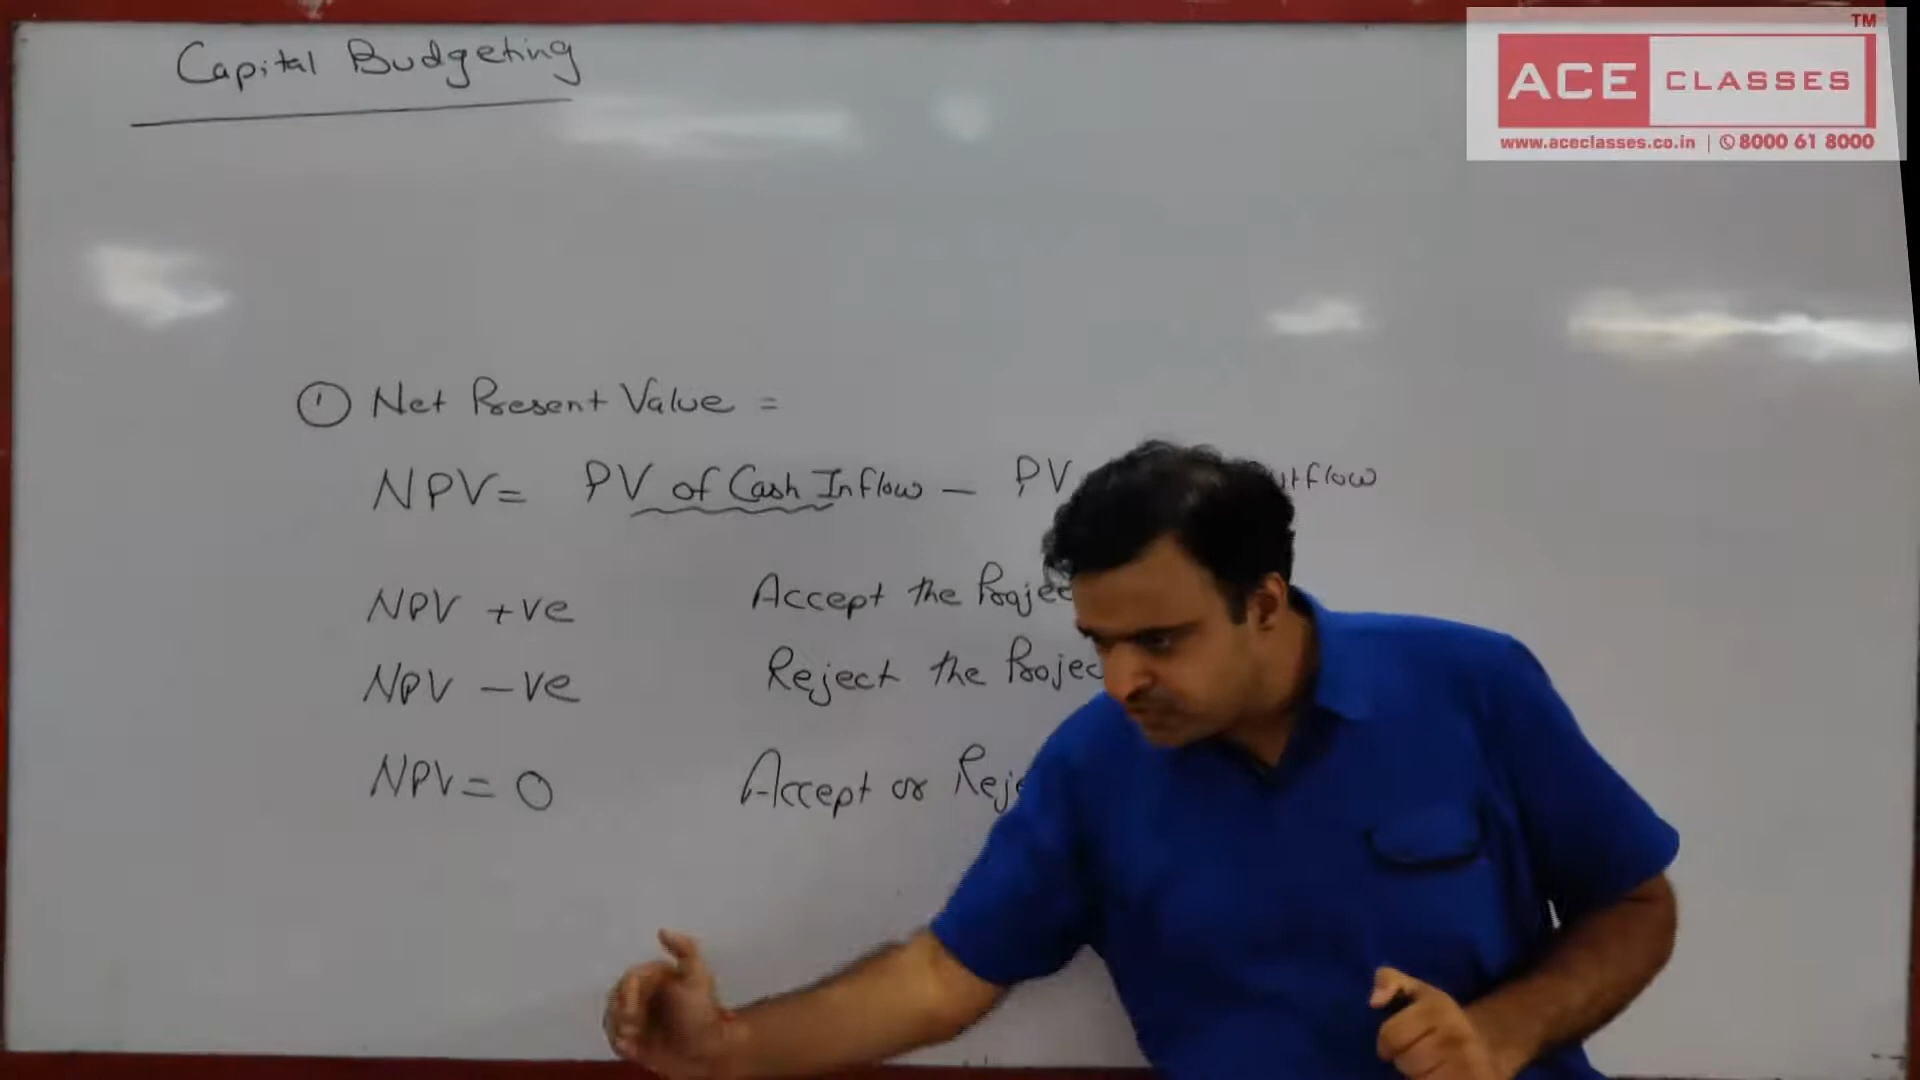 Capital Budgeting
TM
ACE CLASSES
www.aceclasses.co.in | 8000 61 8000
① Net Present Value =
NPV = PV of Cash Inflow — PV
NPV +ve Accept the
NPV -ve Reject the
NPV = 0 Accept or